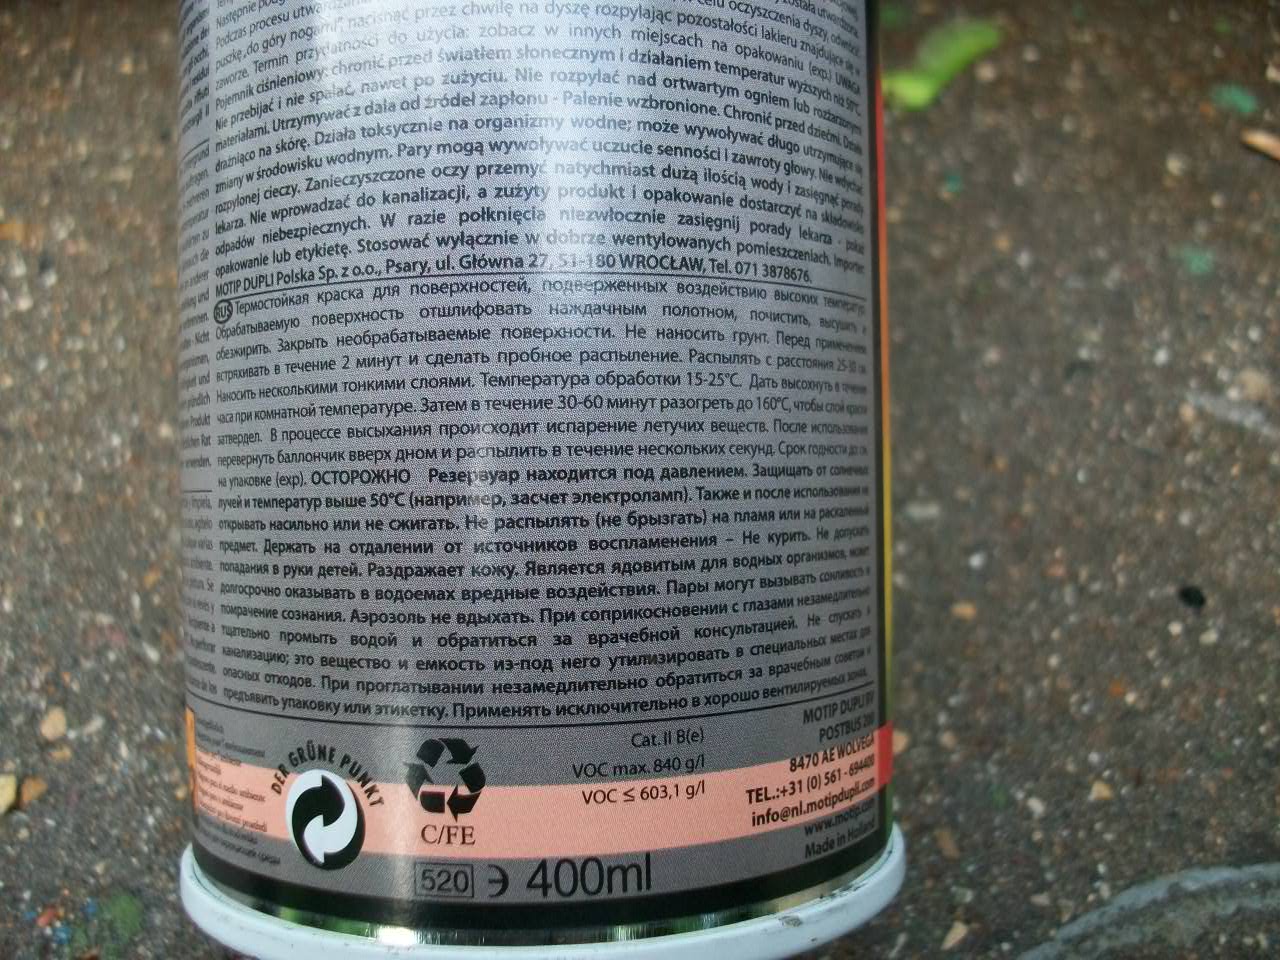 Podczas procesu
puszkę „do góry nogami” nacisnąć przez chwilę na dyszę rozpylając pozostałości lakieru znajdujące się w
zaworze. Termin przydatności do użycia: zobacz w innych miejscach na opakowaniu (exp.) UWAGA
Pojemnik ciśnieniowy: chronić przed światłem słonecznym i działaniem temperatur wyższych niż 50°C.
Nie przebijać i nie spalać, nawet po zużyciu. Nie rozpylać nad otwartym ogniem lub rozżarzonymi
materiałami. Utrzymywać z dala od źródeł zapłonu - Palenie wzbronione. Chronić przed dziećmi. Działa
drażniąco na skórę. Działa toksycznie na organizmy wodne; może wywoływać długo utrzymujące się
zmiany w środowisku wodnym. Pary mogą wywoływać uczucie senności i zawroty głowy. Nie wdychać
rozpylonej cieczy. Zanieczyszczone oczy przemyć natychmiast dużą ilością wody i zasięgnąć porady
lekarza. Nie wprowadzać do kanalizacji, a zużyty produkt i opakowanie dostarczyć na składowisko
odpadów niebezpiecznych. W razie połknięcia niezwłocznie zasięgnij porady lekarza - pokaż
opakowanie lub etykietę. Stosować wyłącznie w dobrze wentylowanych pomieszczeniach. Importer:
MOTIP DUPLI Polska Sp. z o.o., Psary, ul. Główna 27, 51-180 WROCŁAW, Tel. 071 3878676.
RUS Термостойкая краска для поверхностей, подверженных воздействию высоких температур
Обрабатываемую поверхность отшлифовать наждачным полотном, почистить, высушить и
обезжирить. Закрыть необрабатываемые поверхности. Не наносить грунт. Перед применением
встряхивать в течение 2 минут и сделать пробное распыление. Распылять с расстояния 25-30 см.
Наносить несколькими тонкими слоями. Температура обработки 15-25°C. Дать высохнуть в течение
часа при комнатной температуре. Затем в течение 30-60 минут разогреть до 160°C, чтобы слой краски
затвердел. В процессе высыхания происходит испарение летучих веществ. После использования
перевернуть баллончик вверх дном и распылить в течение нескольких секунд. Срок годности до: см.
на упаковке (exp). ОСТОРОЖНО Резервуар находится под давлением. Защищать от солнечных
лучей и температур выше 50°C (например, засчет электроламп). Также и после использования не
открывать насильно или не сжигать. Не распылять (не брызгать) на пламя или на раскаленный
предмет. Держать на отдалении от источников воспламенения – Не курить. Не допускать
попадания в руки детей. Раздражает кожу. Является ядовитым для водных организмов, может
долгосрочно оказывать в водоемах вредные воздействия. Пары могут вызывать сонливость и
помрачение сознания. Аэрозоль не вдыхать. При соприкосновении с глазами незамедлительно
тщательно промыть водой и обратиться за врачебной консультацией. Не спускать в
канализацию; это вещество и емкость из-под него утилизировать в специальных местах для
опасных отходов. При проглатывании незамедлительно обратиться за врачебным советом и
предъявить упаковку или этикетку. Применять исключительно в хорошо вентилируемых зонах.
DER GRÜNE PUNKT
C/FE
Cat. II B(e)
VOC max. 840 g/l
VOC ≤ 603,1 g/l
MOTIP DUPLI BV
POSTBUS 200
8470 AE WOLVEGA
TEL.:+31 (0) 561 - 694400
info@nl.motipdupli.com
www.motip.com
Made in Holland
520 ℈ 400ml